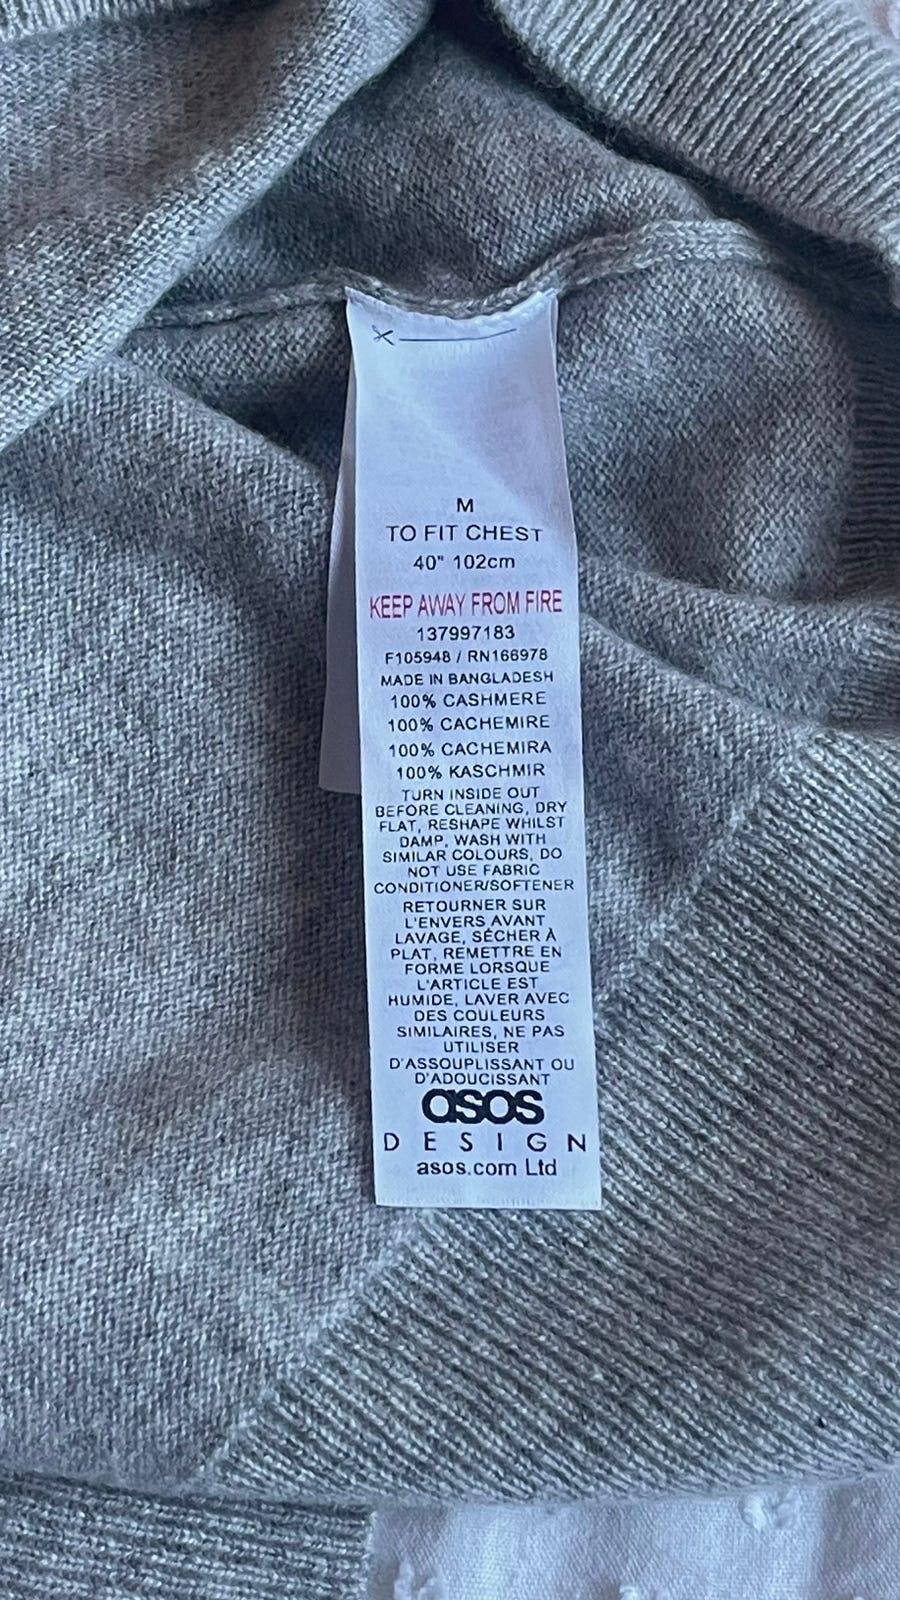 M
TO FIT CHEST
40" 102cm
KEEP AWAY FROM FIRE
137997183
F105948 / RN166978
MADE IN BANGLADESH
100% CASHMERE
100% CACHEMIRE
100% CACHEMIRA
100% KASCHMIR
TURN INSIDE OUT
BEFORE CLEANING, DRY
FLAT, RESHAPE WHILST
DAMP, WASH WITH
SIMILAR COLOURS, DO
NOT USE FABRIC
CONDITIONER/SOFTENER
RETOURNER SUR
L'ENVERS AVANT
LAVAGE, SÉCHER À
PLAT, REMETTRE EN
FORME LORSQUE
L'ARTICLE EST
HUMIDE, LAVER AVEC
DES COULEURS
SIMILAIRES, NE PAS
UTILISER
D'ASSOUPLISSANT OU
D'ADOUCISSANT
asos
DESIGN
asos.com Ltd